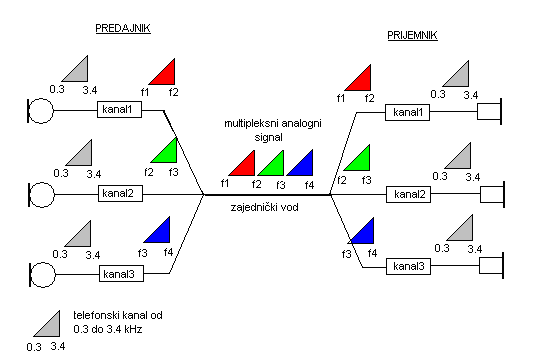 PREDAJNIK
PRIJEMNIK
0.3 3.4
f1 f2
f1 f2
0.3 3.4
kanal1
kanal1
multipleksni analogni
signal
0.3 3.4
f2 f3
f1 f2 f3 f4
f2 f3
0.3 3.4
kanal2
kanal2
zajednički vod
0.3 3.4
f3 f4
f3 f4
0.3 3.4
kanal3
kanal3
telefonski kanal od
0.3 do 3.4 kHz
0.3 3.4